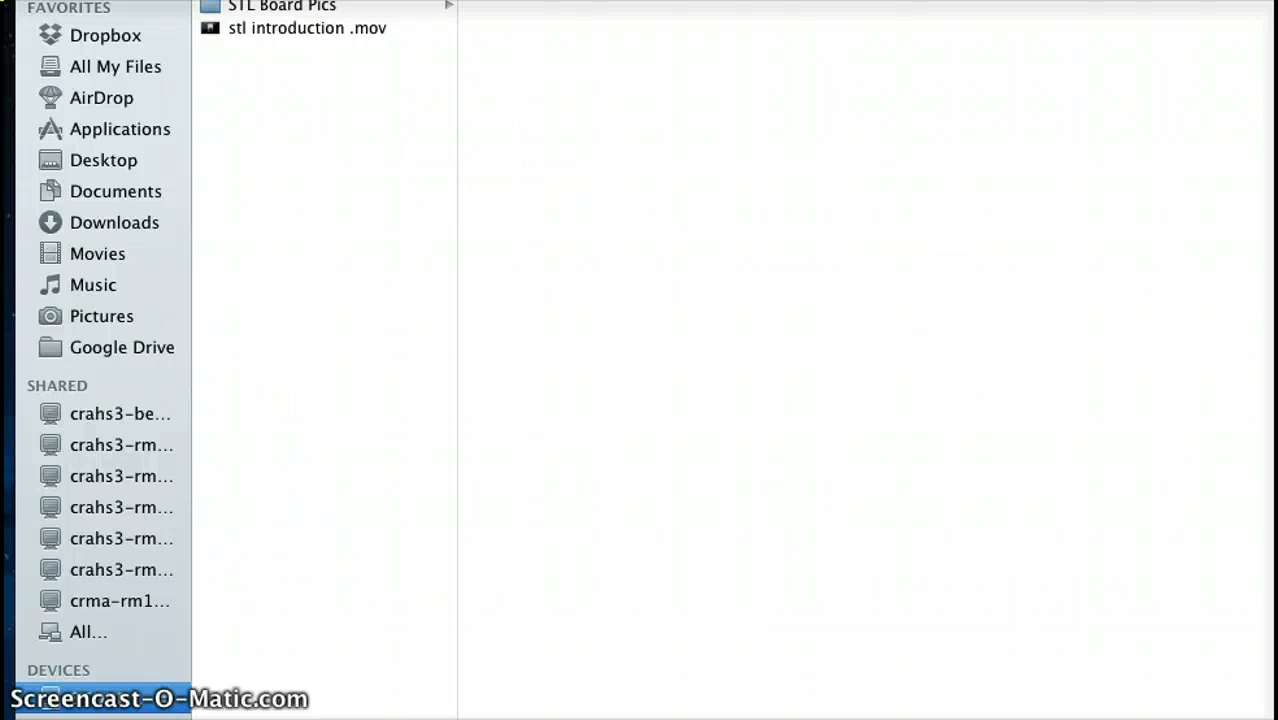 FAVORITES
Dropbox
All My Files
AirDrop
Applications
Desktop
Documents
Downloads
Movies
Music
Pictures
Google Drive
SHARED
crahs3-be...
crahs3-rm...
crahs3-rm...
crahs3-rm...
crahs3-rm...
crahs3-rm...
crma-rm1...
All...
DEVICES
STL Board Pics
stl introduction .mov
Screencast-O-Matic.com